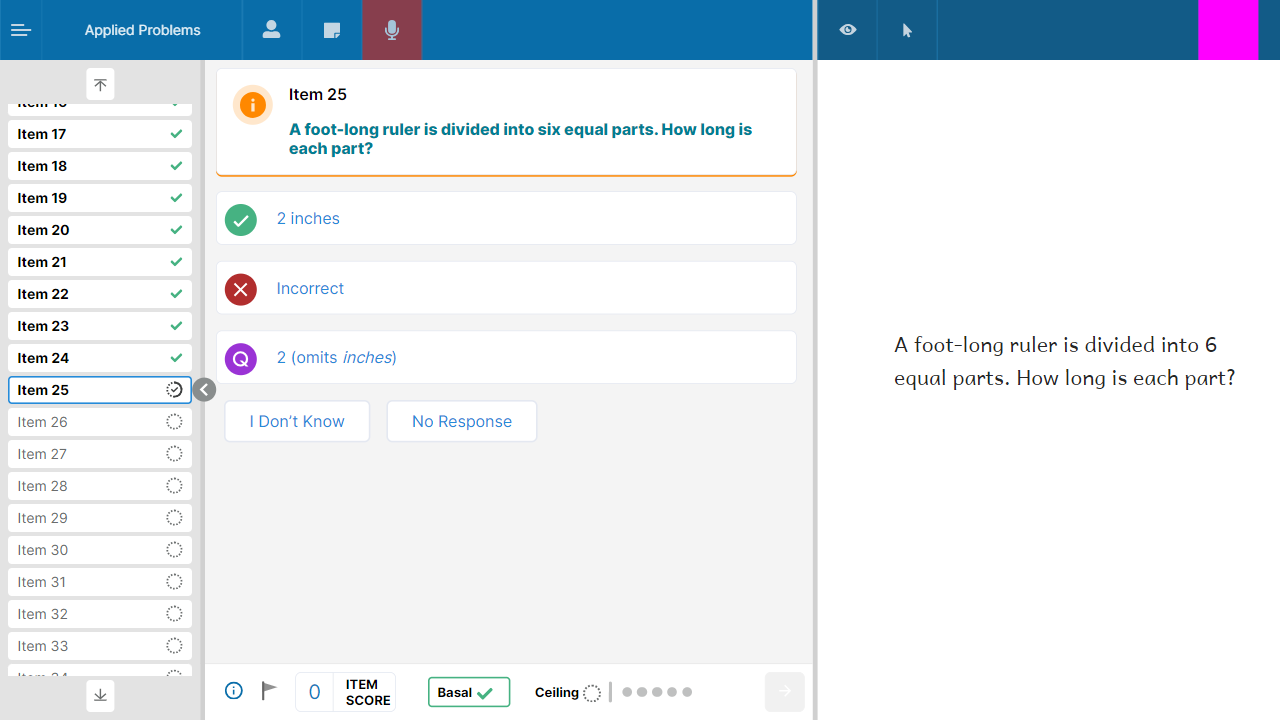 Applied Problems
Item 17
Item 18
Item 19
Item 20
Item 21
Item 22
Item 23
Item 24
Item 25
Item 26
Item 27
Item 28
Item 29
Item 30
Item 31
Item 32
Item 33
Item 25
A foot-long ruler is divided into six equal parts. How long is
each part?
2 inches
Incorrect
Q 2 (omits inches)
I Don’t Know No Response
0 ITEM
SCORE
Basal
Ceiling
A foot-long ruler is divided into 6
equal parts. How long is each part?